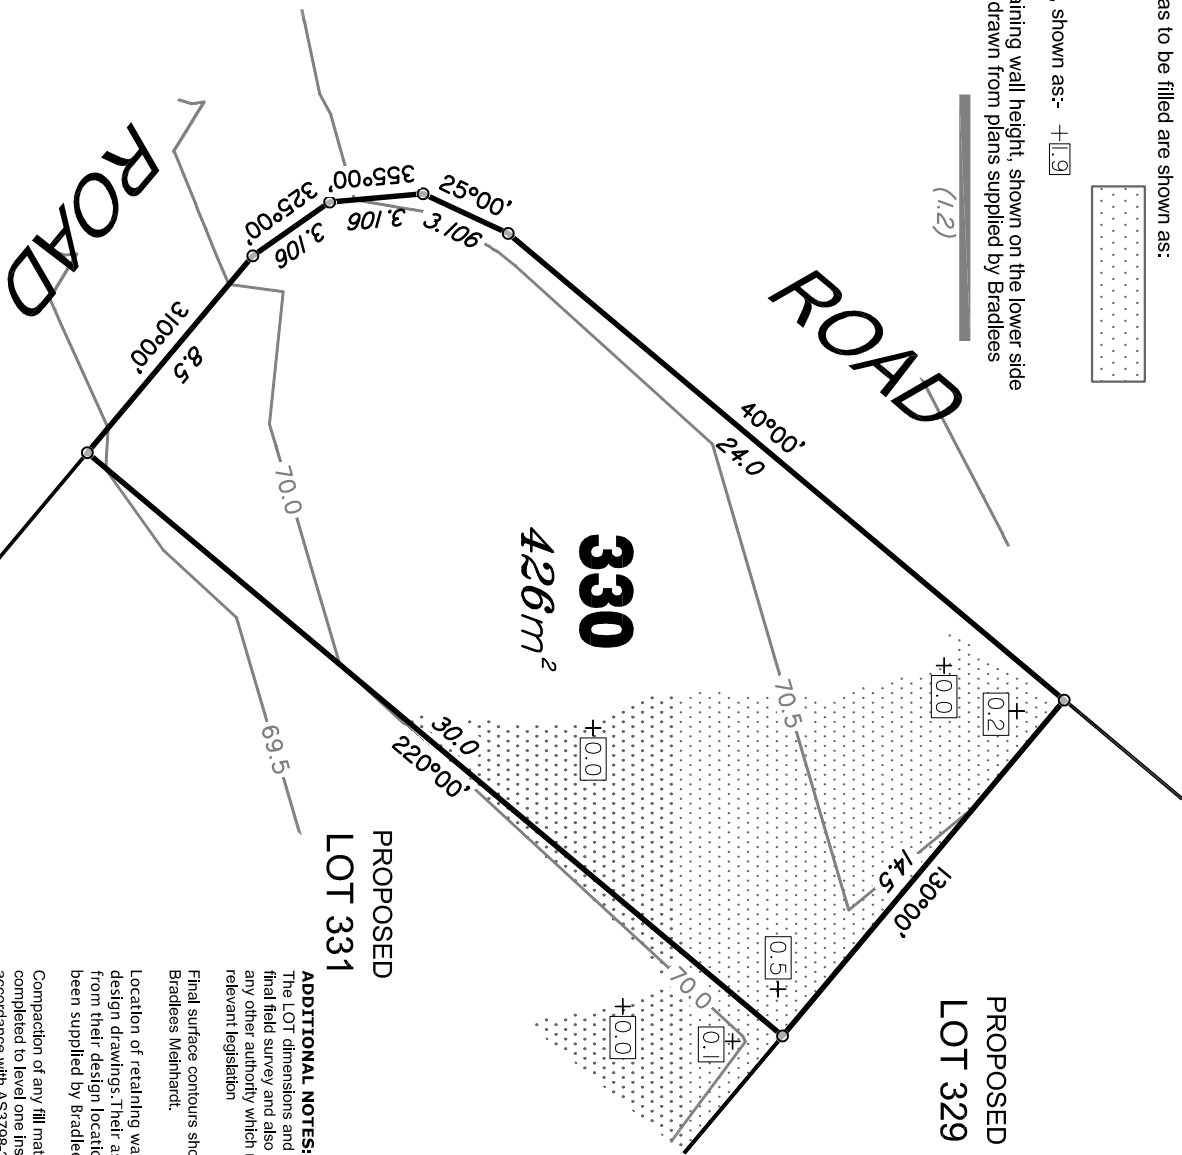 as to be filled are shown as:
, shown as:- +1.9
aining wall height, shown on the lower side
drawn from plans supplied by Bradlees
(1.2)
ROAD
ROAD
25°00'
3.106
355°00'
3.106
325°00'
3.106
310°00'
8.5
40°00'
24.0
70.0
330
426m²
70.5
+0.0
0.2+
+0.0
30.0
220°00'
69.5
14.5
130°00'
0.5+
70.0
+0.0
0.1+
PROPOSED
LOT 331
PROPOSED
LOT 329
ADDITIONAL NOTES:
The LOT dimensions and
final field survey and also
any other authority which
relevant legislation
Final surface contours sho
Bradlees Meinhardt.
Location of retaining wa
design drawings. Their a
from their design locatio
been supplied by Bradlee
Compaction of any fill mat
completed to level one ins
accordance with AS3798-